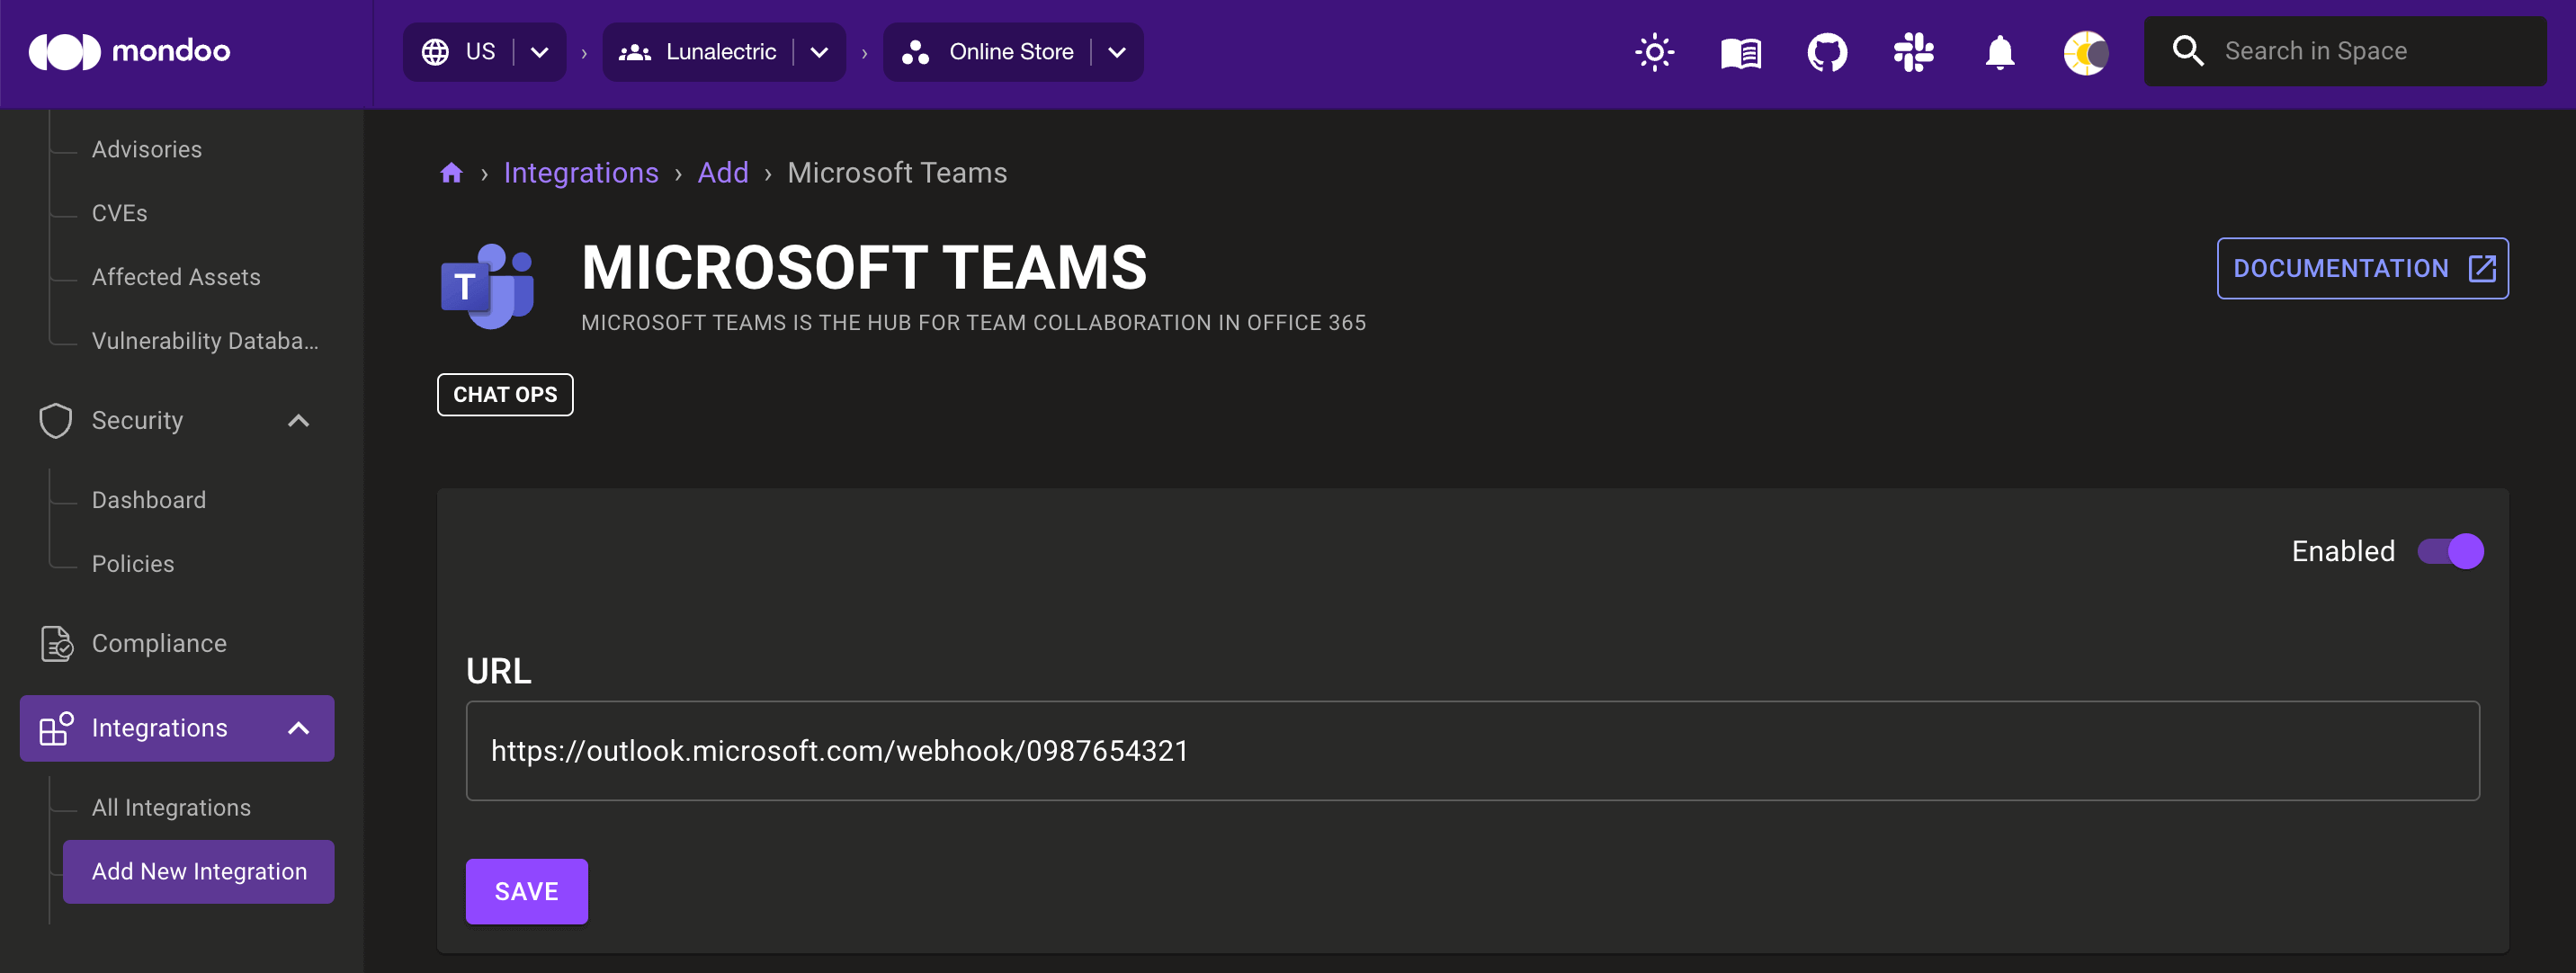 mondoo
US › Lunalectric › Online Store
Search in Space
Advisories
CVEs
Affected Assets
Vulnerability Databa...
Security
Dashboard
Policies
Compliance
Integrations
All Integrations
Add New Integration
› Integrations › Add › Microsoft Teams
T
MICROSOFT TEAMS
MICROSOFT TEAMS IS THE HUB FOR TEAM COLLABORATION IN OFFICE 365
DOCUMENTATION
CHAT OPS
Enabled
URL
https://outlook.microsoft.com/webhook/0987654321
SAVE